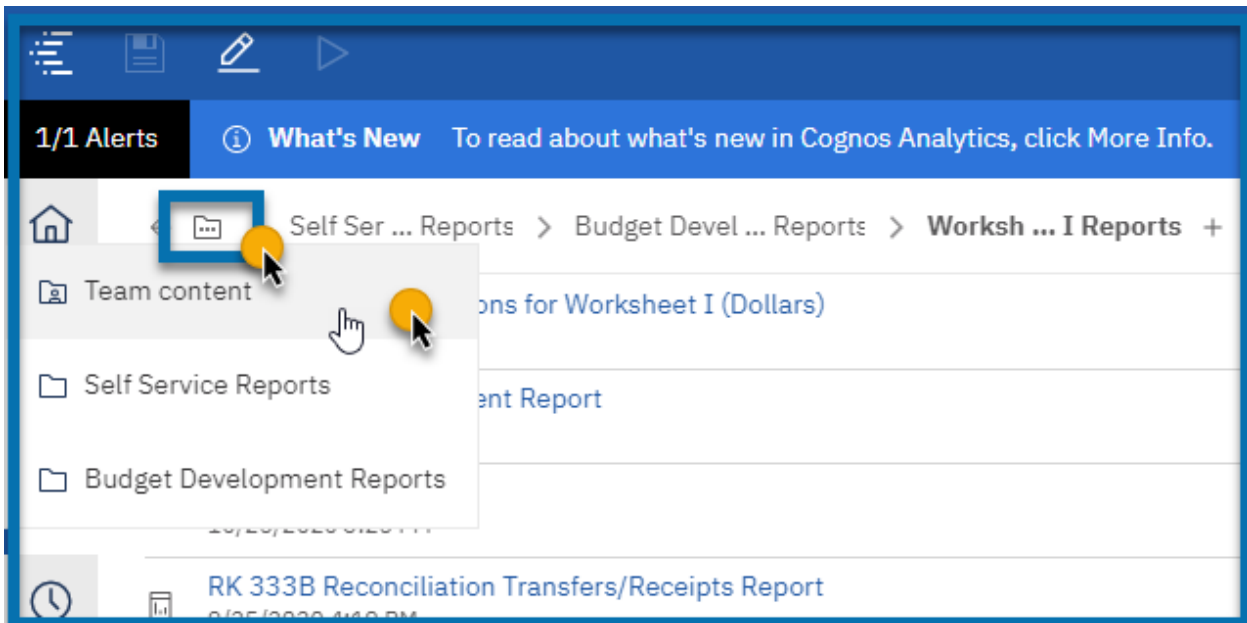 1/1 Alerts What's New To read about what's new in Cognos Analytics, click More Info.
Self Ser ... Reports > Budget Devel ... Reports > Worksh ... I Reports +
Team content
ons for Worksheet I (Dollars)
Self Service Reports
ent Report
Budget Development Reports
RK 333B Reconciliation Transfers/Receipts Report